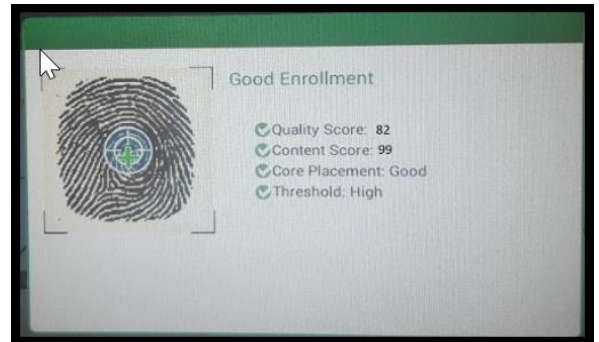 Good Enrollment
Quality Score: 82
Content Score: 99
Core Placement: Good
Threshold: High